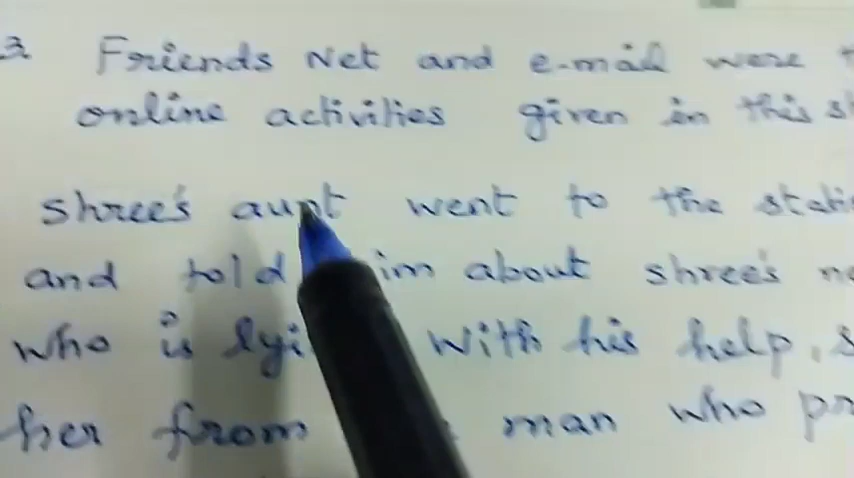 3. Friends Net and e-mail were
online activities given in this
Shree's aunt went to the
and told about shree's
who is with his help,
her from man who